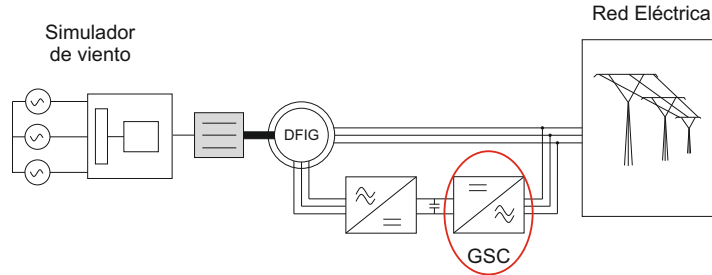 Simulador
de viento
Red Eléctrica
DFIG
GSC